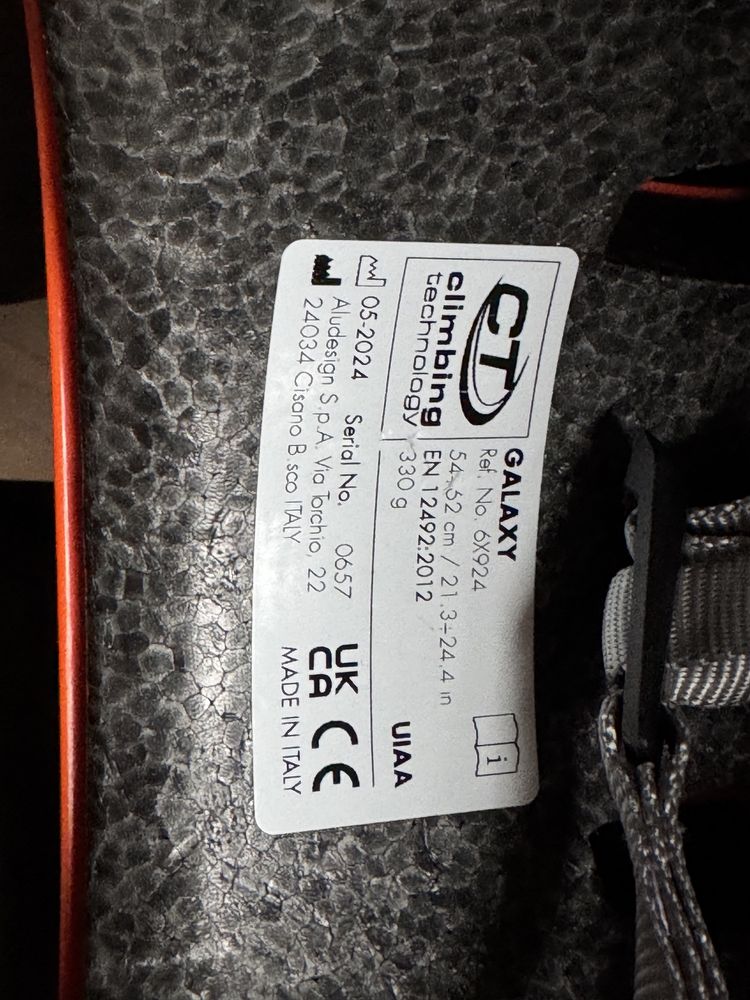 CT
climbing
technology
GALAXY
Ref. No. 6X924
54÷62 cm / 21.3÷24.4 in
EN 12492:2012
330 g
i
UIAA
05-2024 Serial No. 0657
Aludesign S.p.A. Via Torchio, 22
24034 Cisano B.sco ITALY
UK
CA
CE
MADE IN ITALY